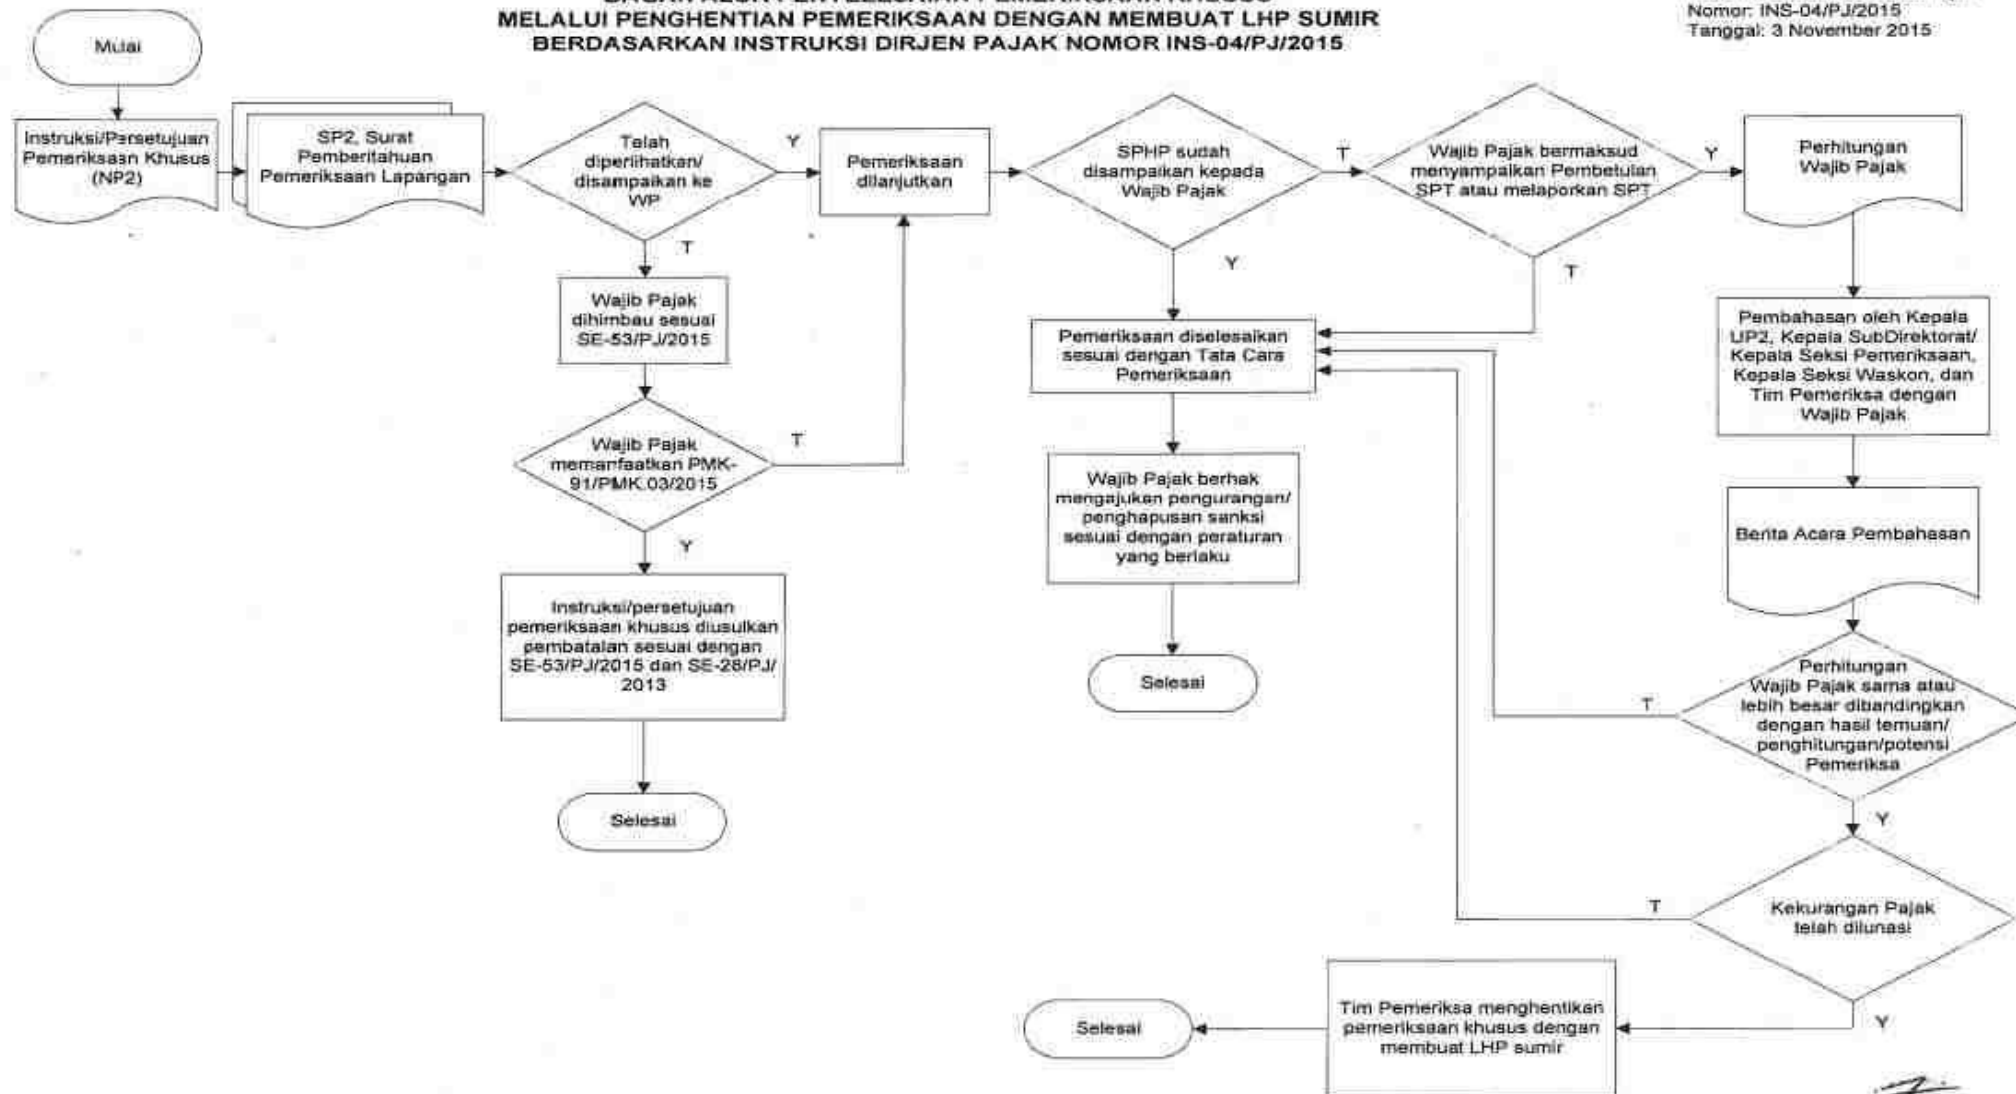 MELALUI PENGHENTIAN PEMERIKSAAN DENGAN MEMBUAT LHP SUMIR
BERDASARKAN INSTRUKSI DIRJEN PAJAK NOMOR INS-04/PJ/2015
Nomor: INS-04/PJ/2015
Tanggal: 3 November 2015
Mulai
Instruksi/Persetujuan
Pemeriksaan Khusus
(NP2)
SP2, Surat
Pemberitahuan
Pemeriksaan Lapangan
Telah
diperlihatkan/
disampaikan ke
WP
Y
T
Pemeriksaan
dilanjutkan
Wajib Pajak
dihimbau sesuai
SE-53/PJ/2015
Wajib Pajak
memanfaatkan PMK-
91/PMK.03/2015
T
Y
Instruksi/persetujuan
pemeriksaan khusus diusulkan
pembatalan sesuai dengan
SE-53/PJ/2015 dan SE-28/PJ/
2013
Selesai
SPHP sudah
disampaikan kepada
Wajib Pajak
T
Y
Wajib Pajak bermaksud
menyampaikan Pembetulan
SPT atau melaporkan SPT
Y
T
Pemeriksaan diselesaikan
sesuai dengan Tata Cara
Pemeriksaan
Wajib Pajak berhak
mengajukan pengurangan/
penghapusan sanksi
sesuai dengan peraturan
yang berlaku
Selesai
Perhitungan
Wajib Pajak
Pembahasan oleh Kepala
UP2, Kepala SubDirektorat/
Kepala Seksi Pemeriksaan,
Kepala Seksi Waskon, dan
Tim Pemeriksa dengan
Wajib Pajak
Berita Acara Pembahasan
Perhitungan
Wajib Pajak sama atau
lebih besar dibandingkan
dengan hasil temuan/
penghitungan/potensi
Pemeriksa
T
Y
Kekurangan Pajak
telah dilunasi
T
Y
Tim Pemeriksa menghentikan
pemeriksaan khusus dengan
membuat LHP sumir
Selesai